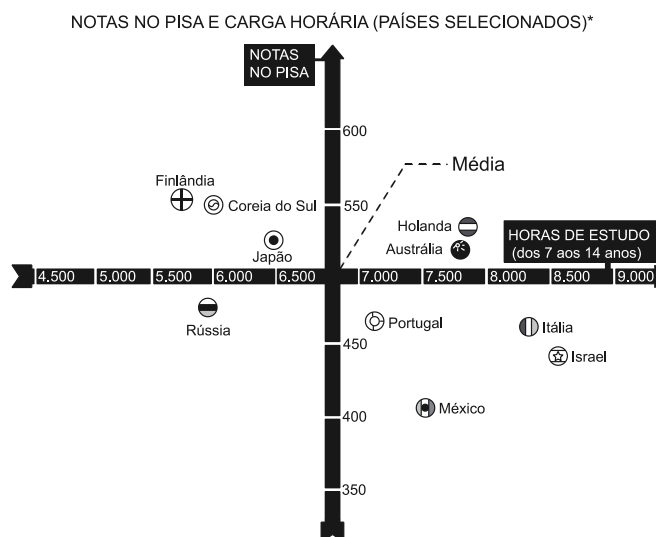 NOTAS NO PISA E CARGA HORÁRIA (PAÍSES SELECIONADOS)*
NOTAS
NO PISA
600
Média
Finlândia
550
Coreia do Sul
Holanda
HORAS DE ESTUDO
(dos 7 aos 14 anos)
Austrália
Japão
4.500 5.000 5.500 6.000 6.500 7.000 7.500 8.000 8.500 9.000
Rússia
Portugal
Itália
450
Israel
México
400
350